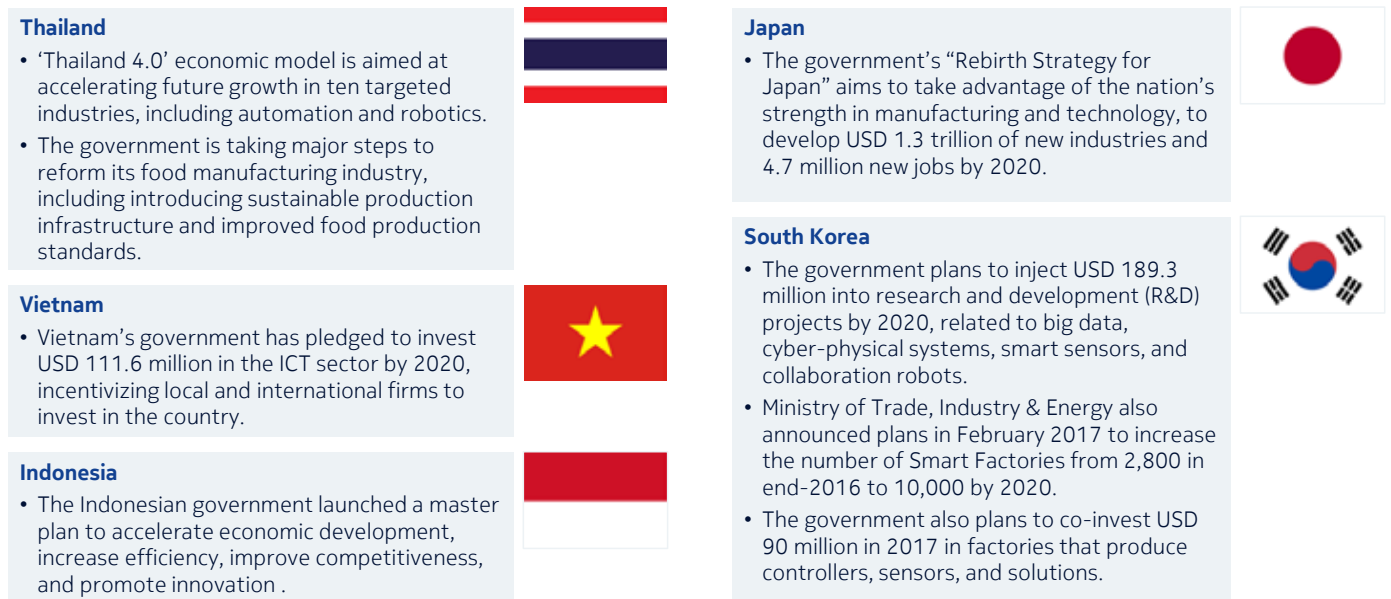 Thailand
• ‘Thailand 4.0’ economic model is aimed at
accelerating future growth in ten targeted
industries, including automation and robotics.
• The government is taking major steps to
reform its food manufacturing industry,
including introducing sustainable production
infrastructure and improved food production
standards.
Vietnam
• Vietnam’s government has pledged to invest
USD 111.6 million in the ICT sector by 2020,
incentivizing local and international firms to
invest in the country.
Indonesia
• The Indonesian government launched a master
plan to accelerate economic development,
increase efficiency, improve competitiveness,
and promote innovation .
Japan
• The government’s “Rebirth Strategy for
Japan” aims to take advantage of the nation’s
strength in manufacturing and technology, to
develop USD 1.3 trillion of new industries and
4.7 million new jobs by 2020.
South Korea
• The government plans to inject USD 189.3
million into research and development (R&D)
projects by 2020, related to big data,
cyber-physical systems, smart sensors, and
collaboration robots.
• Ministry of Trade, Industry & Energy also
announced plans in February 2017 to increase
the number of Smart Factories from 2,800 in
end-2016 to 10,000 by 2020.
• The government also plans to co-invest USD
90 million in 2017 in factories that produce
controllers, sensors, and solutions.